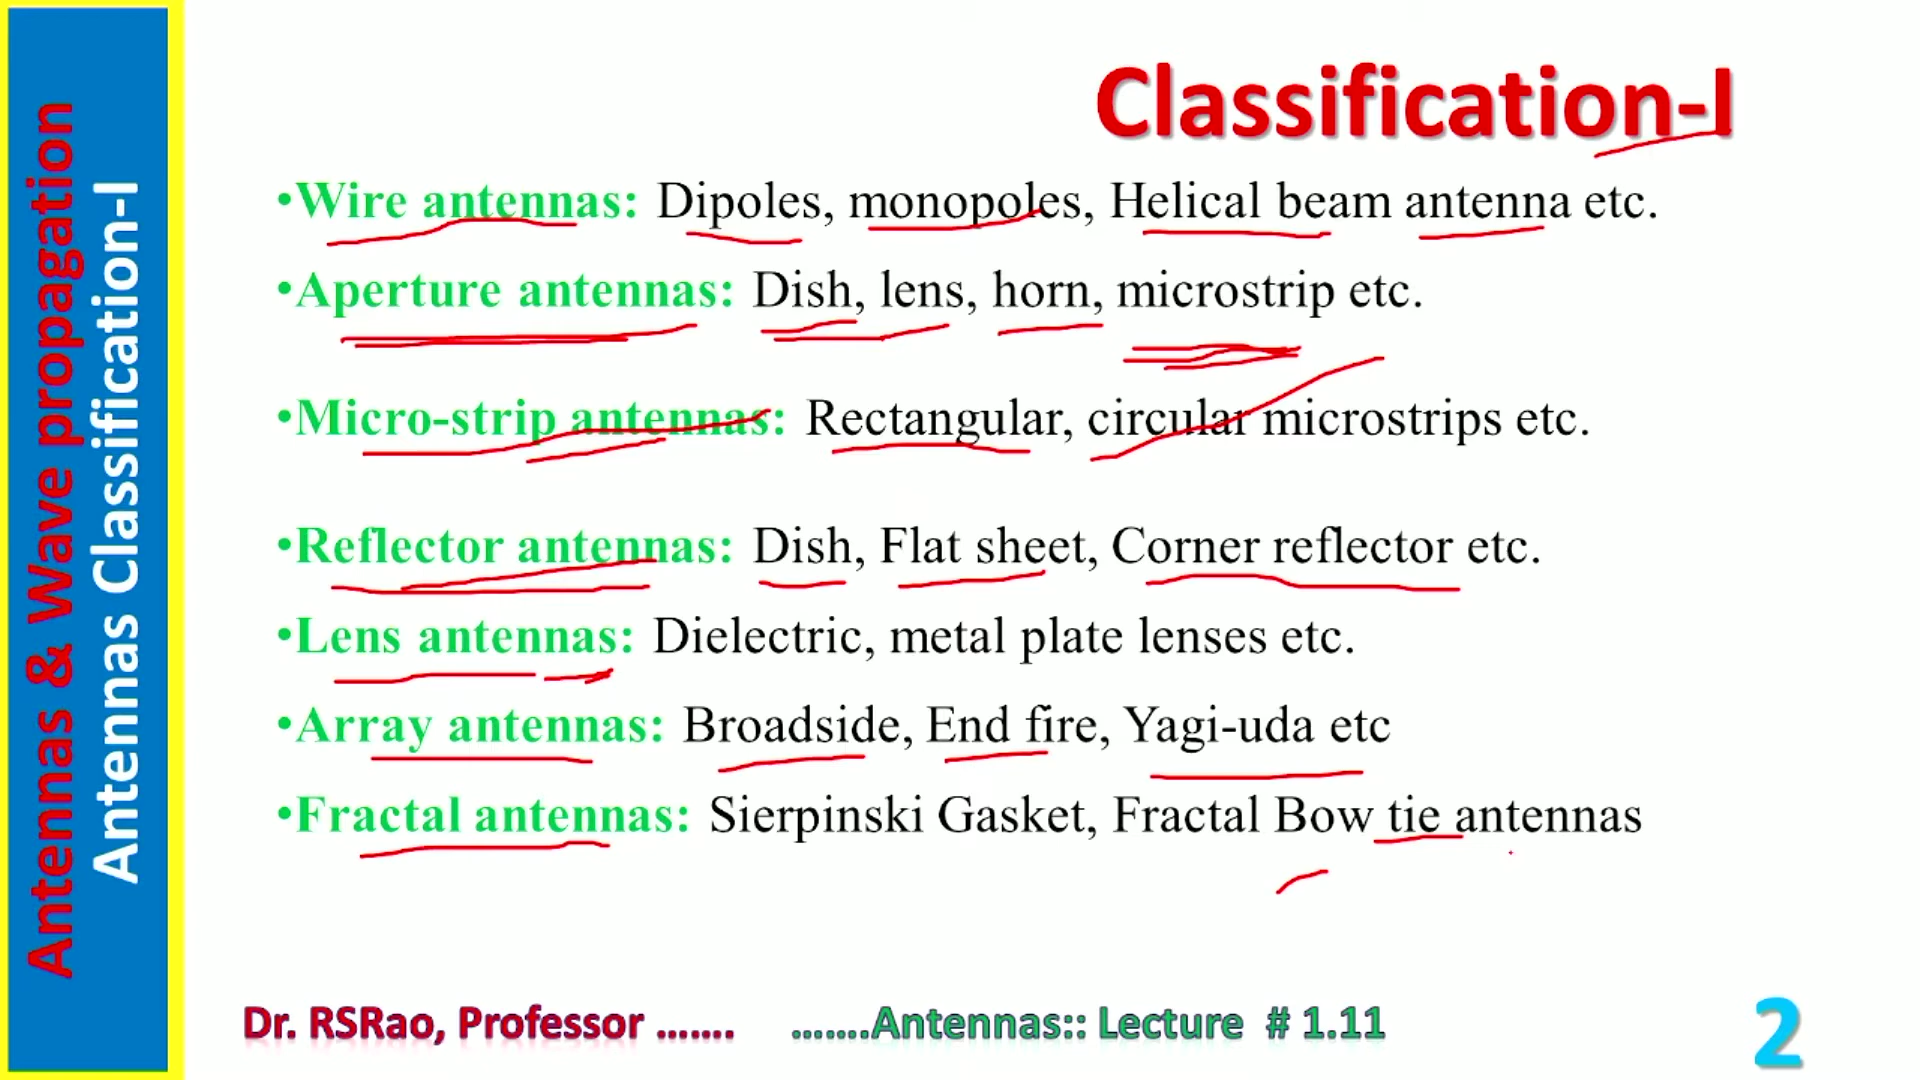 Antennas & Wave propagation
Antennas Classification-I
Classification-I
•Wire antennas: Dipoles, monopoles, Helical beam antenna etc.
•Aperture antennas: Dish, lens, horn, microstrip etc.
•Micro-strip antennas: Rectangular, circular microstrips etc.
•Reflector antennas: Dish, Flat sheet, Corner reflector etc.
•Lens antennas: Dielectric, metal plate lenses etc.
•Array antennas: Broadside, End fire, Yagi-uda etc
•Fractal antennas: Sierpinski Gasket, Fractal Bow tie antennas
Dr. RSRao, Professor ....... .......Antennas:: Lecture # 1.11
2